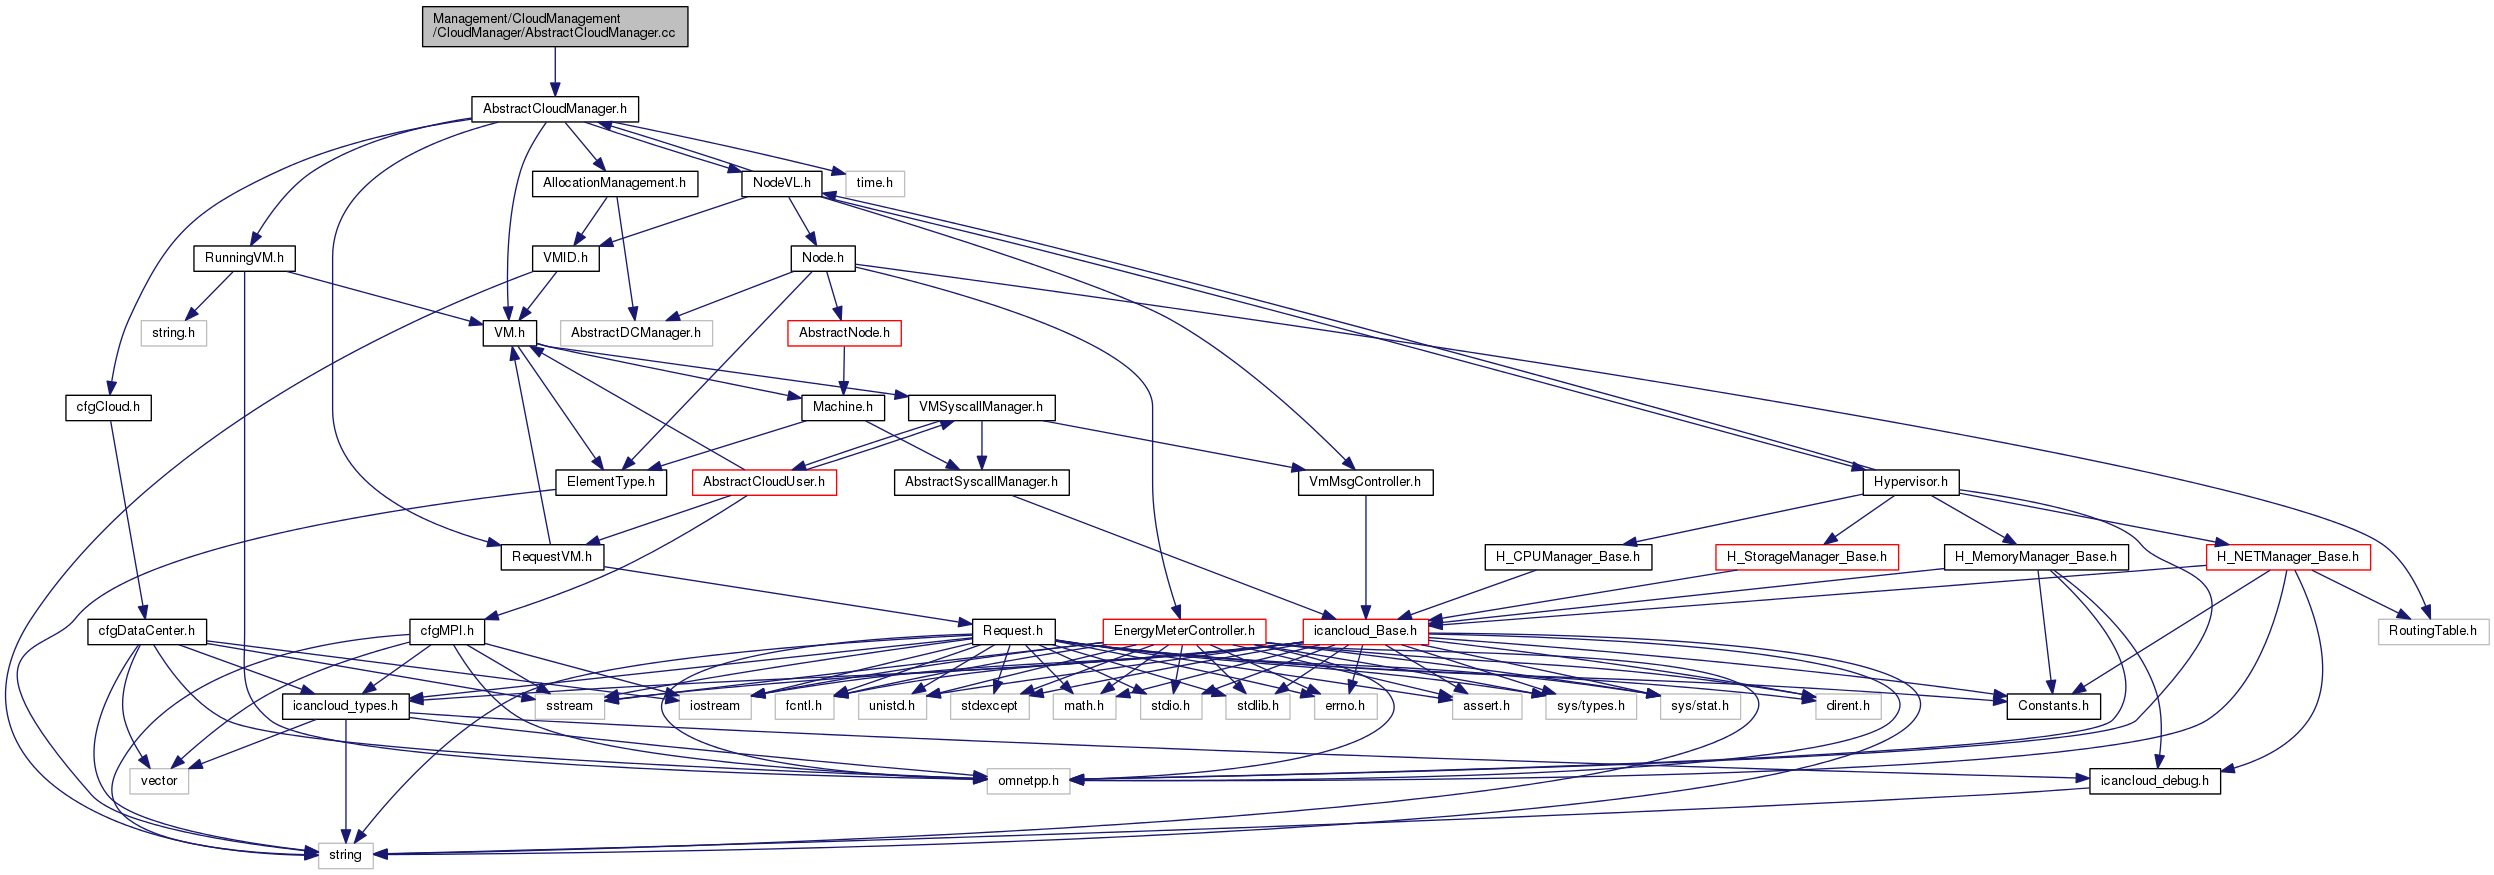 Management/CloudManagement
/CloudManager/AbstractCloudManager.cc
AbstractCloudManager.h
AllocationManagement.h
NodeVL.h
time.h
RunningVM.h
VMID.h
Node.h
string.h
VM.h
AbstractDCManager.h
AbstractNode.h
cfgCloud.h
Machine.h
VMSyscallManager.h
ElementType.h
AbstractCloudUser.h
AbstractSyscallManager.h
VmMsgController.h
Hypervisor.h
RequestVM.h
H_CPUManager_Base.h
H_StorageManager_Base.h
H_MemoryManager_Base.h
H_NETManager_Base.h
cfgDataCenter.h
cfgMPI.h
Request.h
EnergyMeterController.h
icancloud_Base.h
RoutingTable.h
icancloud_types.h
sstream
iostream
fcntl.h
unistd.h
stdexcept
math.h
stdio.h
stdlib.h
errno.h
assert.h
sys/types.h
sys/stat.h
dirent.h
Constants.h
vector
omnetpp.h
icancloud_debug.h
string